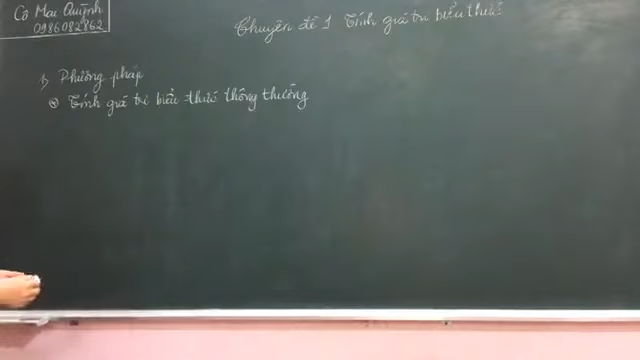 Cô Mai Quỳnh
0986082862
Chuyên đề 1 Tính giá trị biểu thức
1) Phương pháp
Tính giá trị biểu thức thông thường